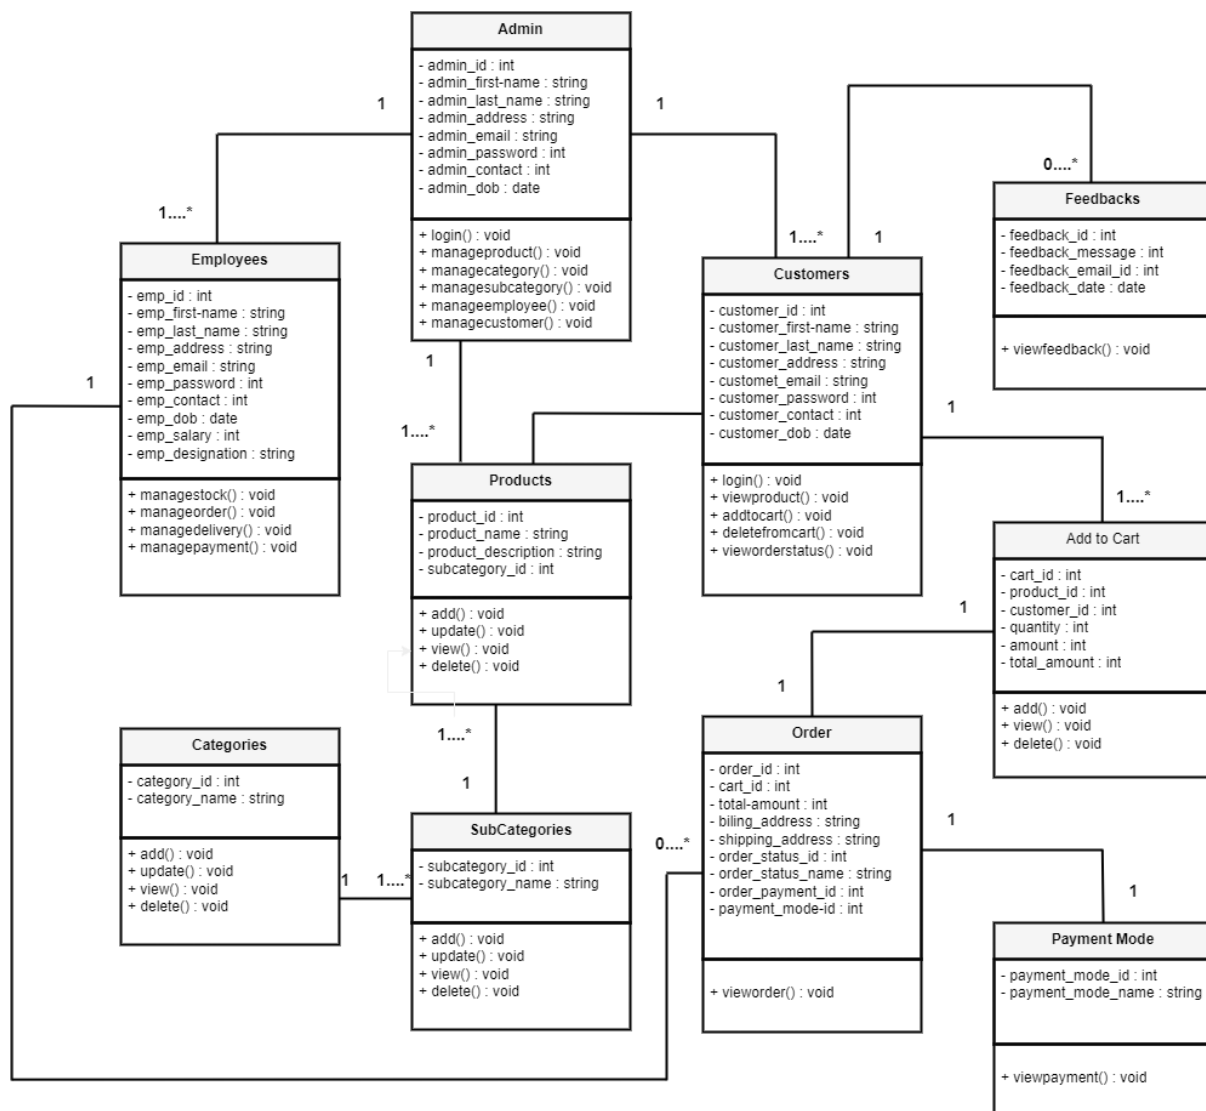 Admin
- admin_id : int
- admin_first-name : string
- admin_last_name : string
- admin_address : string
- admin_email : string
- admin_password : int
- admin_contact : int
- admin_dob : date
+ login() : void
+ manageproduct() : void
+ managecategory() : void
+ managesubcategory() : void
+ manageemployee() : void
+ managecustomer() : void
1
1
1....*
1....*
1
0....*
1
1....*
Employees
- emp_id : int
- emp_first-name : string
- emp_last_name : string
- emp_address : string
- emp_email : string
- emp_password : int
- emp_contact : int
- emp_dob : date
- emp_salary : int
- emp_designation : string
+ managestock() : void
+ manageorder() : void
+ managedelivery() : void
+ managepayment() : void
1
Customers
- customer_id : int
- customer_first-name : string
- customer_last_name : string
- customer_address : string
- customet_email : string
- customer_password : int
- customer_contact : int
- customer_dob : date
+ login() : void
+ viewproduct() : void
+ addtocart() : void
+ deletefromcart() : void
+ vieworderstatus() : void
1
1....*
Feedbacks
- feedback_id : int
- feedback_message : int
- feedback_email_id : int
- feedback_date : date
+ viewfeedback() : void
Products
- product_id : int
- product_name : string
- product_description : string
- subcategory_id : int
+ add() : void
+ update() : void
+ view() : void
+ delete() : void
1....*
1
Add to Cart
- cart_id : int
- product_id : int
- customer_id : int
- quantity : int
- amount : int
- total_amount : int
+ add() : void
+ view() : void
+ delete() : void
1
1
Categories
- category_id : int
- category_name : string
+ add() : void
+ update() : void
+ view() : void
+ delete() : void
1
1....*
SubCategories
- subcategory_id : int
- subcategory_name : string
+ add() : void
+ update() : void
+ view() : void
+ delete() : void
0....*
Order
- order_id : int
- cart_id : int
- total-amount : int
- biling_address : string
- shipping_address : string
- order_status_id : int
- order_status_name : string
- order_payment_id : int
- payment_mode-id : int
+ vieworder() : void
1
1
Payment Mode
- payment_mode_id : int
- payment_mode_name : string
+ viewpayment() : void